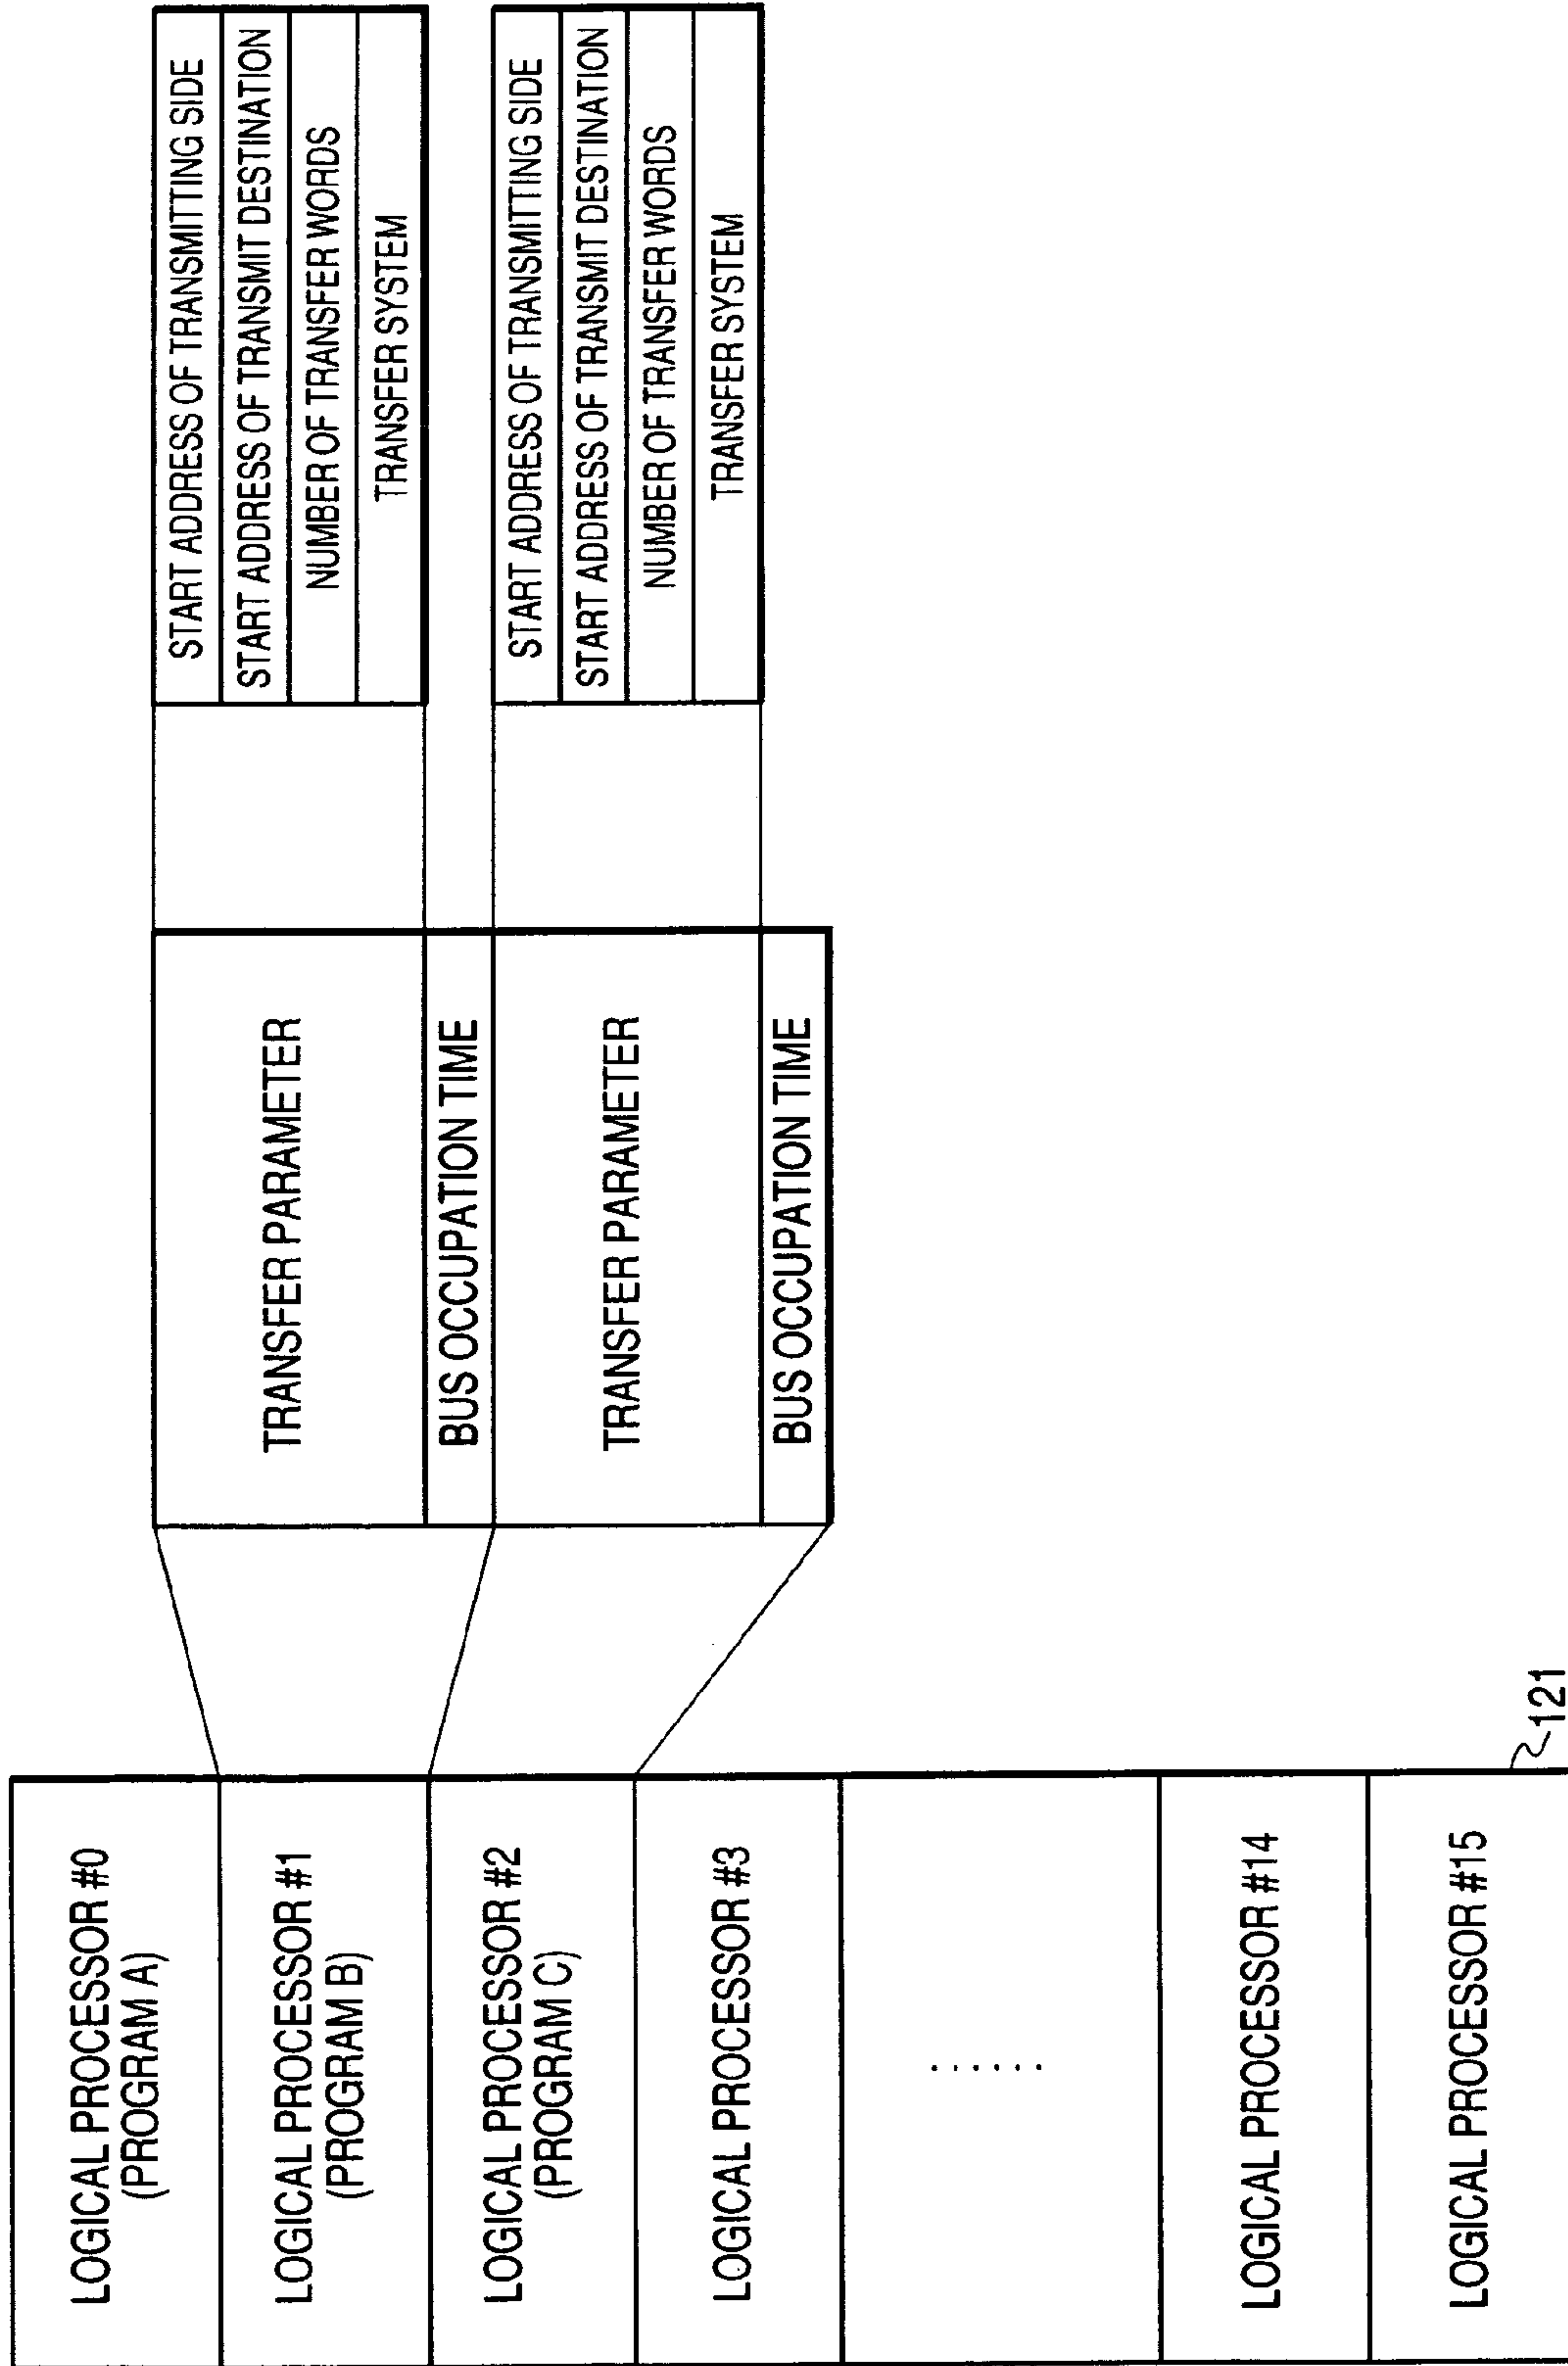 LOGICAL PROCESSOR #0
(PROGRAM A)
LOGICAL PROCESSOR #1
(PROGRAM B)
LOGICAL PROCESSOR #2
(PROGRAM C)
LOGICAL PROCESSOR #3
......
LOGICAL PROCESSOR #14
LOGICAL PROCESSOR #15
121
TRANSFER PARAMETER
BUS OCCUPATION TIME
TRANSFER PARAMETER
BUS OCCUPATION TIME
START ADDRESS OF TRANSMITTING SIDE
START ADDRESS OF TRANSMIT DESTINATION
NUMBER OF TRANSFER WORDS
TRANSFER SYSTEM
START ADDRESS OF TRANSMITTING SIDE
START ADDRESS OF TRANSMIT DESTINATION
NUMBER OF TRANSFER WORDS
TRANSFER SYSTEM